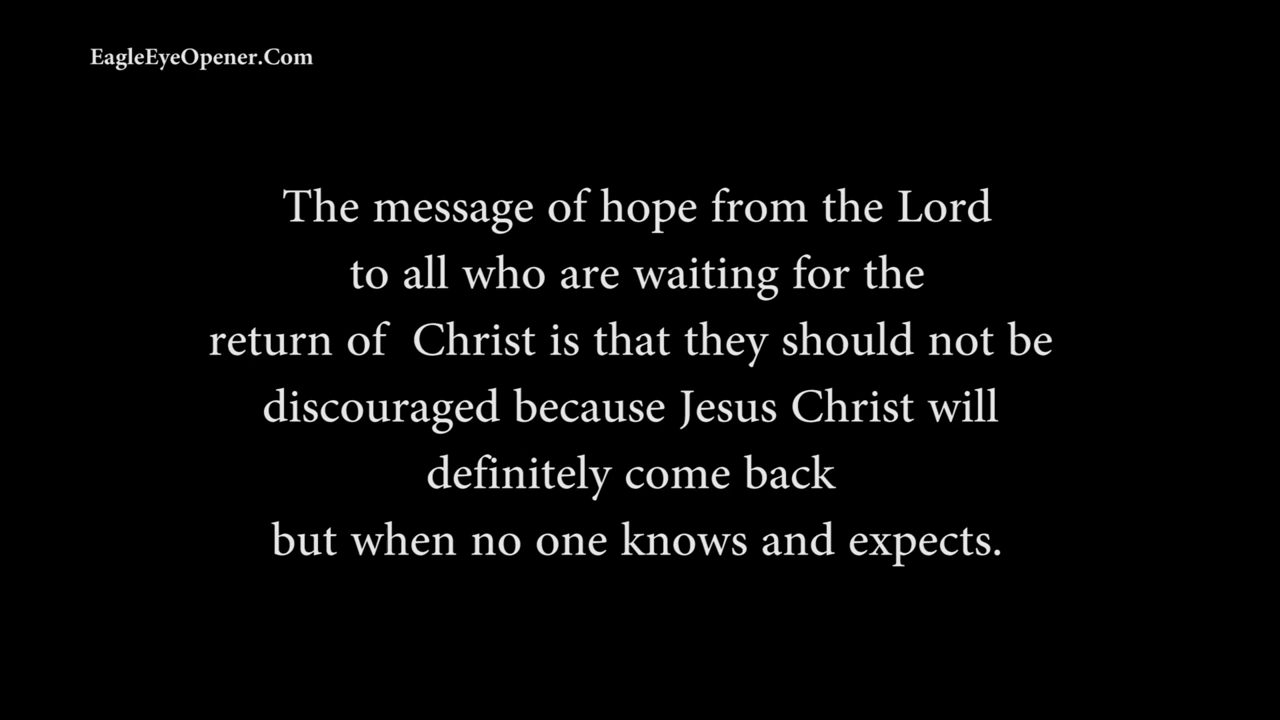 EagleEyeOpener.Com
The message of hope from the Lord
to all who are waiting for the
return of  Christ is that they should not be
discouraged because Jesus Christ will
definitely come back
but when no one knows and expects.